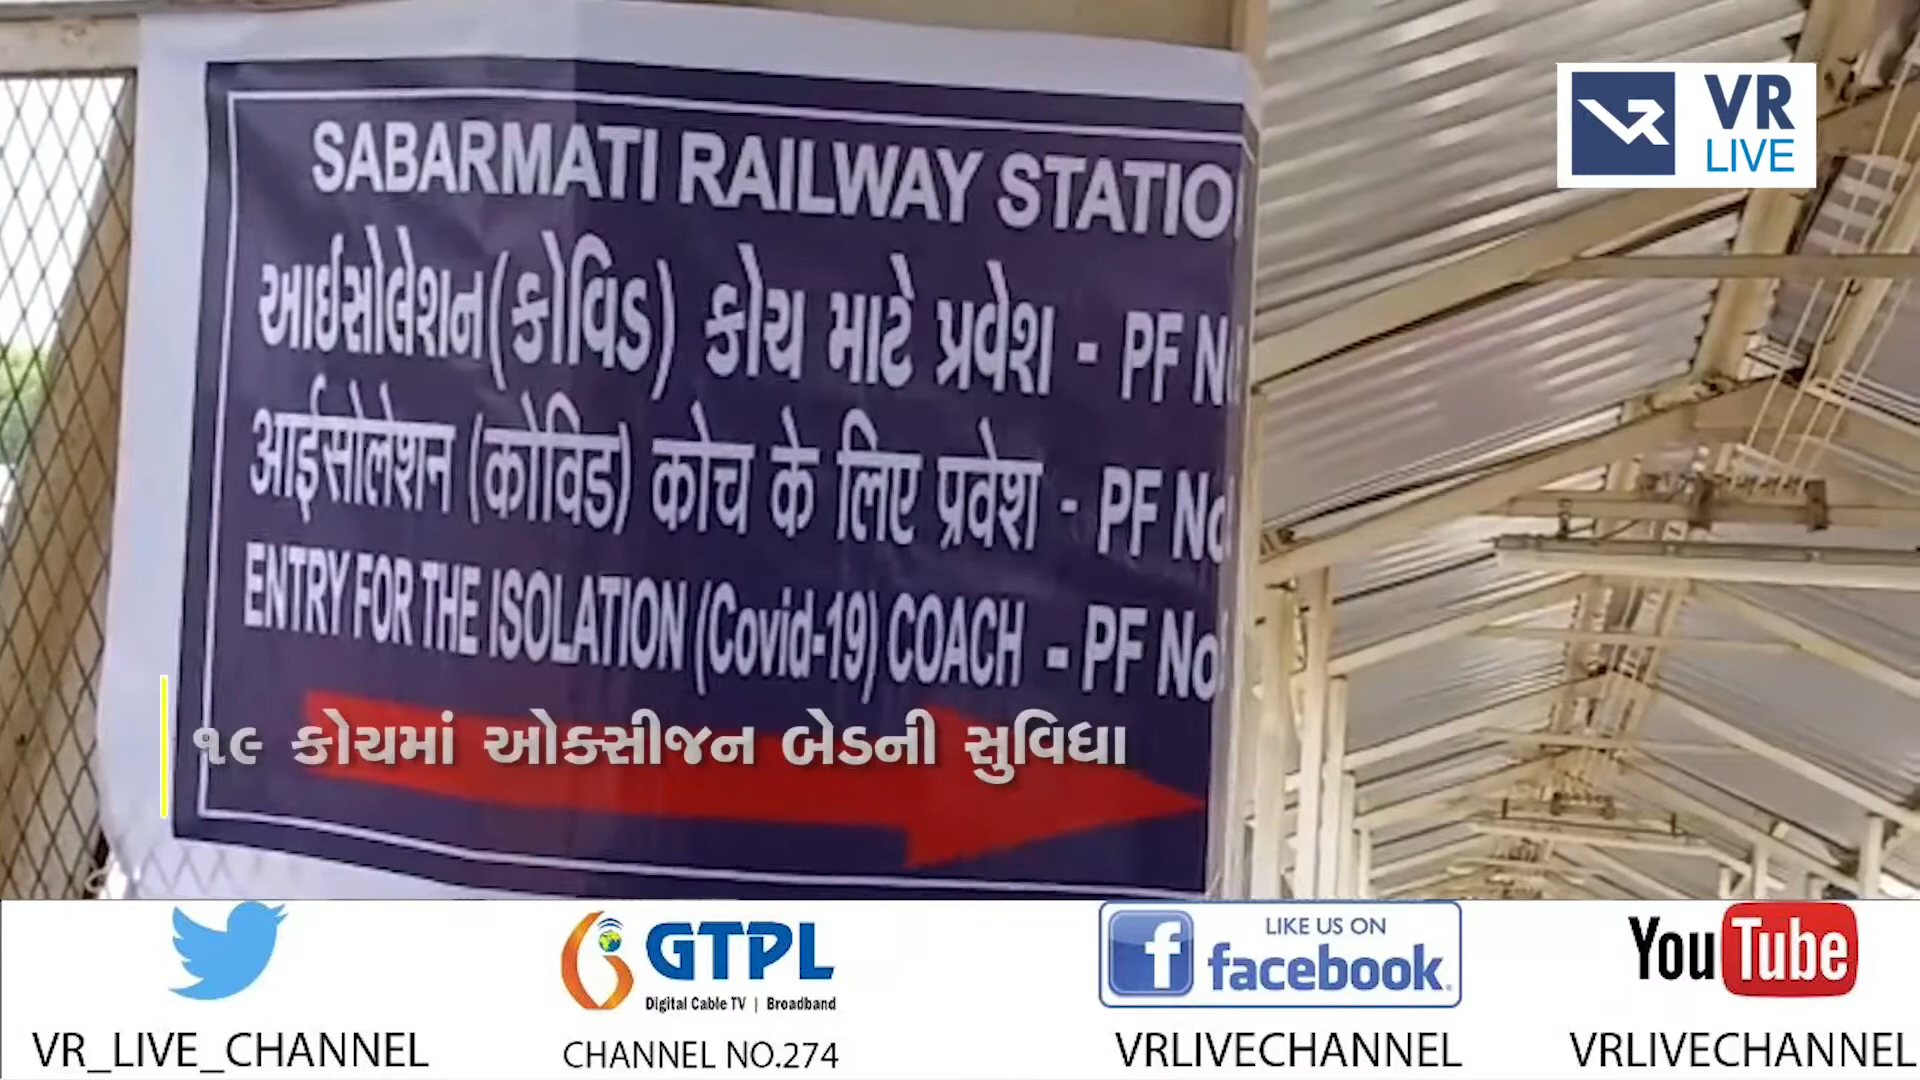 SABARMATI RAILWAY STATIO
આઈસોલેશન(કોવિડ) કોચ માટે પ્રવેશ - PF N
आईसोलेशन (कोविड) कोच के लिए प्रवेश - PF No
ENTRY FOR THE ISOLATION (Covid-19) COACH - PF No
૧૯ કોચમાં ઓક્સીજન બેડની સુવિધા
VR
LIVE
GTPL
Digital Cable TV | Broadband
LIKE US ON
facebook
YouTube
VR_LIVE_CHANNEL
CHANNEL NO.274
VRLIVECHANNEL
VRLIVECHANNEL